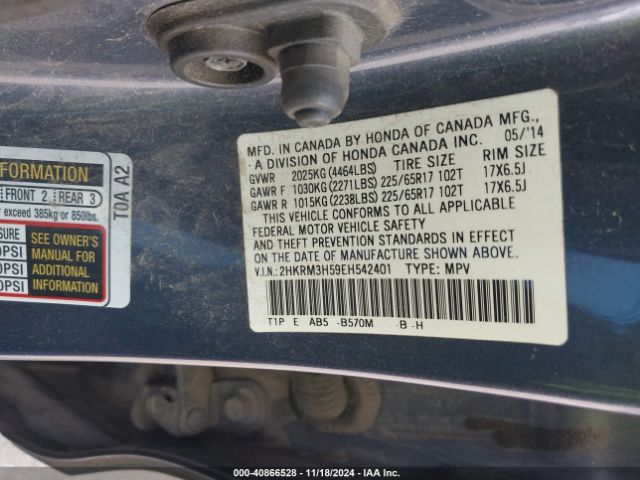 MFD. IN CANADA BY HONDA OF CANADA MFG.,
- A DIVISION OF HONDA CANADA INC. 05/'14
GVWR 2025KG (4464LBS) TIRE SIZE RIM SIZE
GAWR F 1030KG (2271LBS) 225/65R17 102T 17X6.5J
GAWR R 1015KG (2238LBS) 225/65R17 102T 17X6.5J
THIS VEHICLE CONFORMS TO ALL APPLICABLE
FEDERAL MOTOR VEHICLE SAFETY
AND THEFT PREVENTION STANDARDS IN EFFECT
ON THE DATE OF MANUFACTURE SHOWN ABOVE.
V.I.N.: 2HKRM3H59EH542401 TYPE: MPV
T1P E AB5 -B570M -B -H
FORMATION
FRONT 2 REAR 3
exceed 385kg or 850lbs.
SURE
PSI
PSI
PSI
SEE OWNER'S
MANUAL FOR
ADDITIONAL
INFORMATION
T0A A2
000-40866528 - 11/18/2024 - IAA Inc.